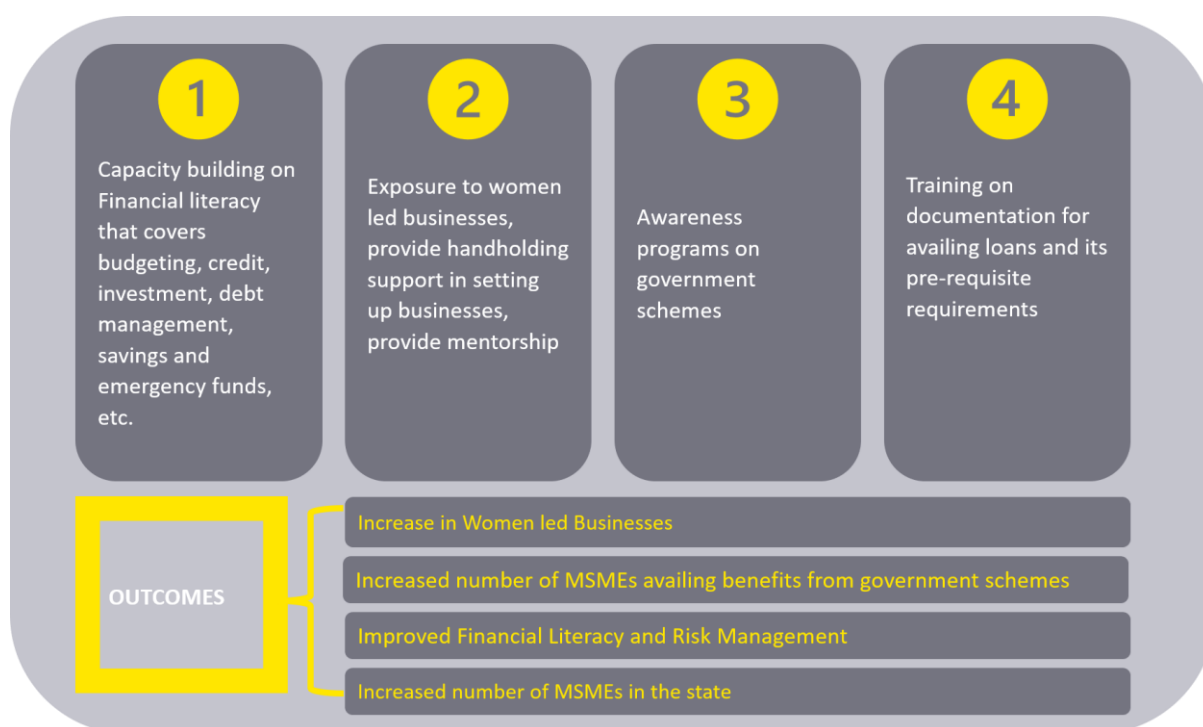 1
Capacity building on
Financial literacy
that covers
budgeting, credit,
investment, debt
management,
savings and
emergency funds,
etc.
2
Exposure to women
led businesses,
provide handholding
support in setting
up businesses,
provide mentorship
3
Awareness
programs on
government
schemes
4
Training on
documentation for
availing loans and its
pre-requisite
requirements
OUTCOMES
Increase in Women led Businesses
Increased number of MSMEs availing benefits from government schemes
Improved Financial Literacy and Risk Management
Increased number of MSMEs in the state